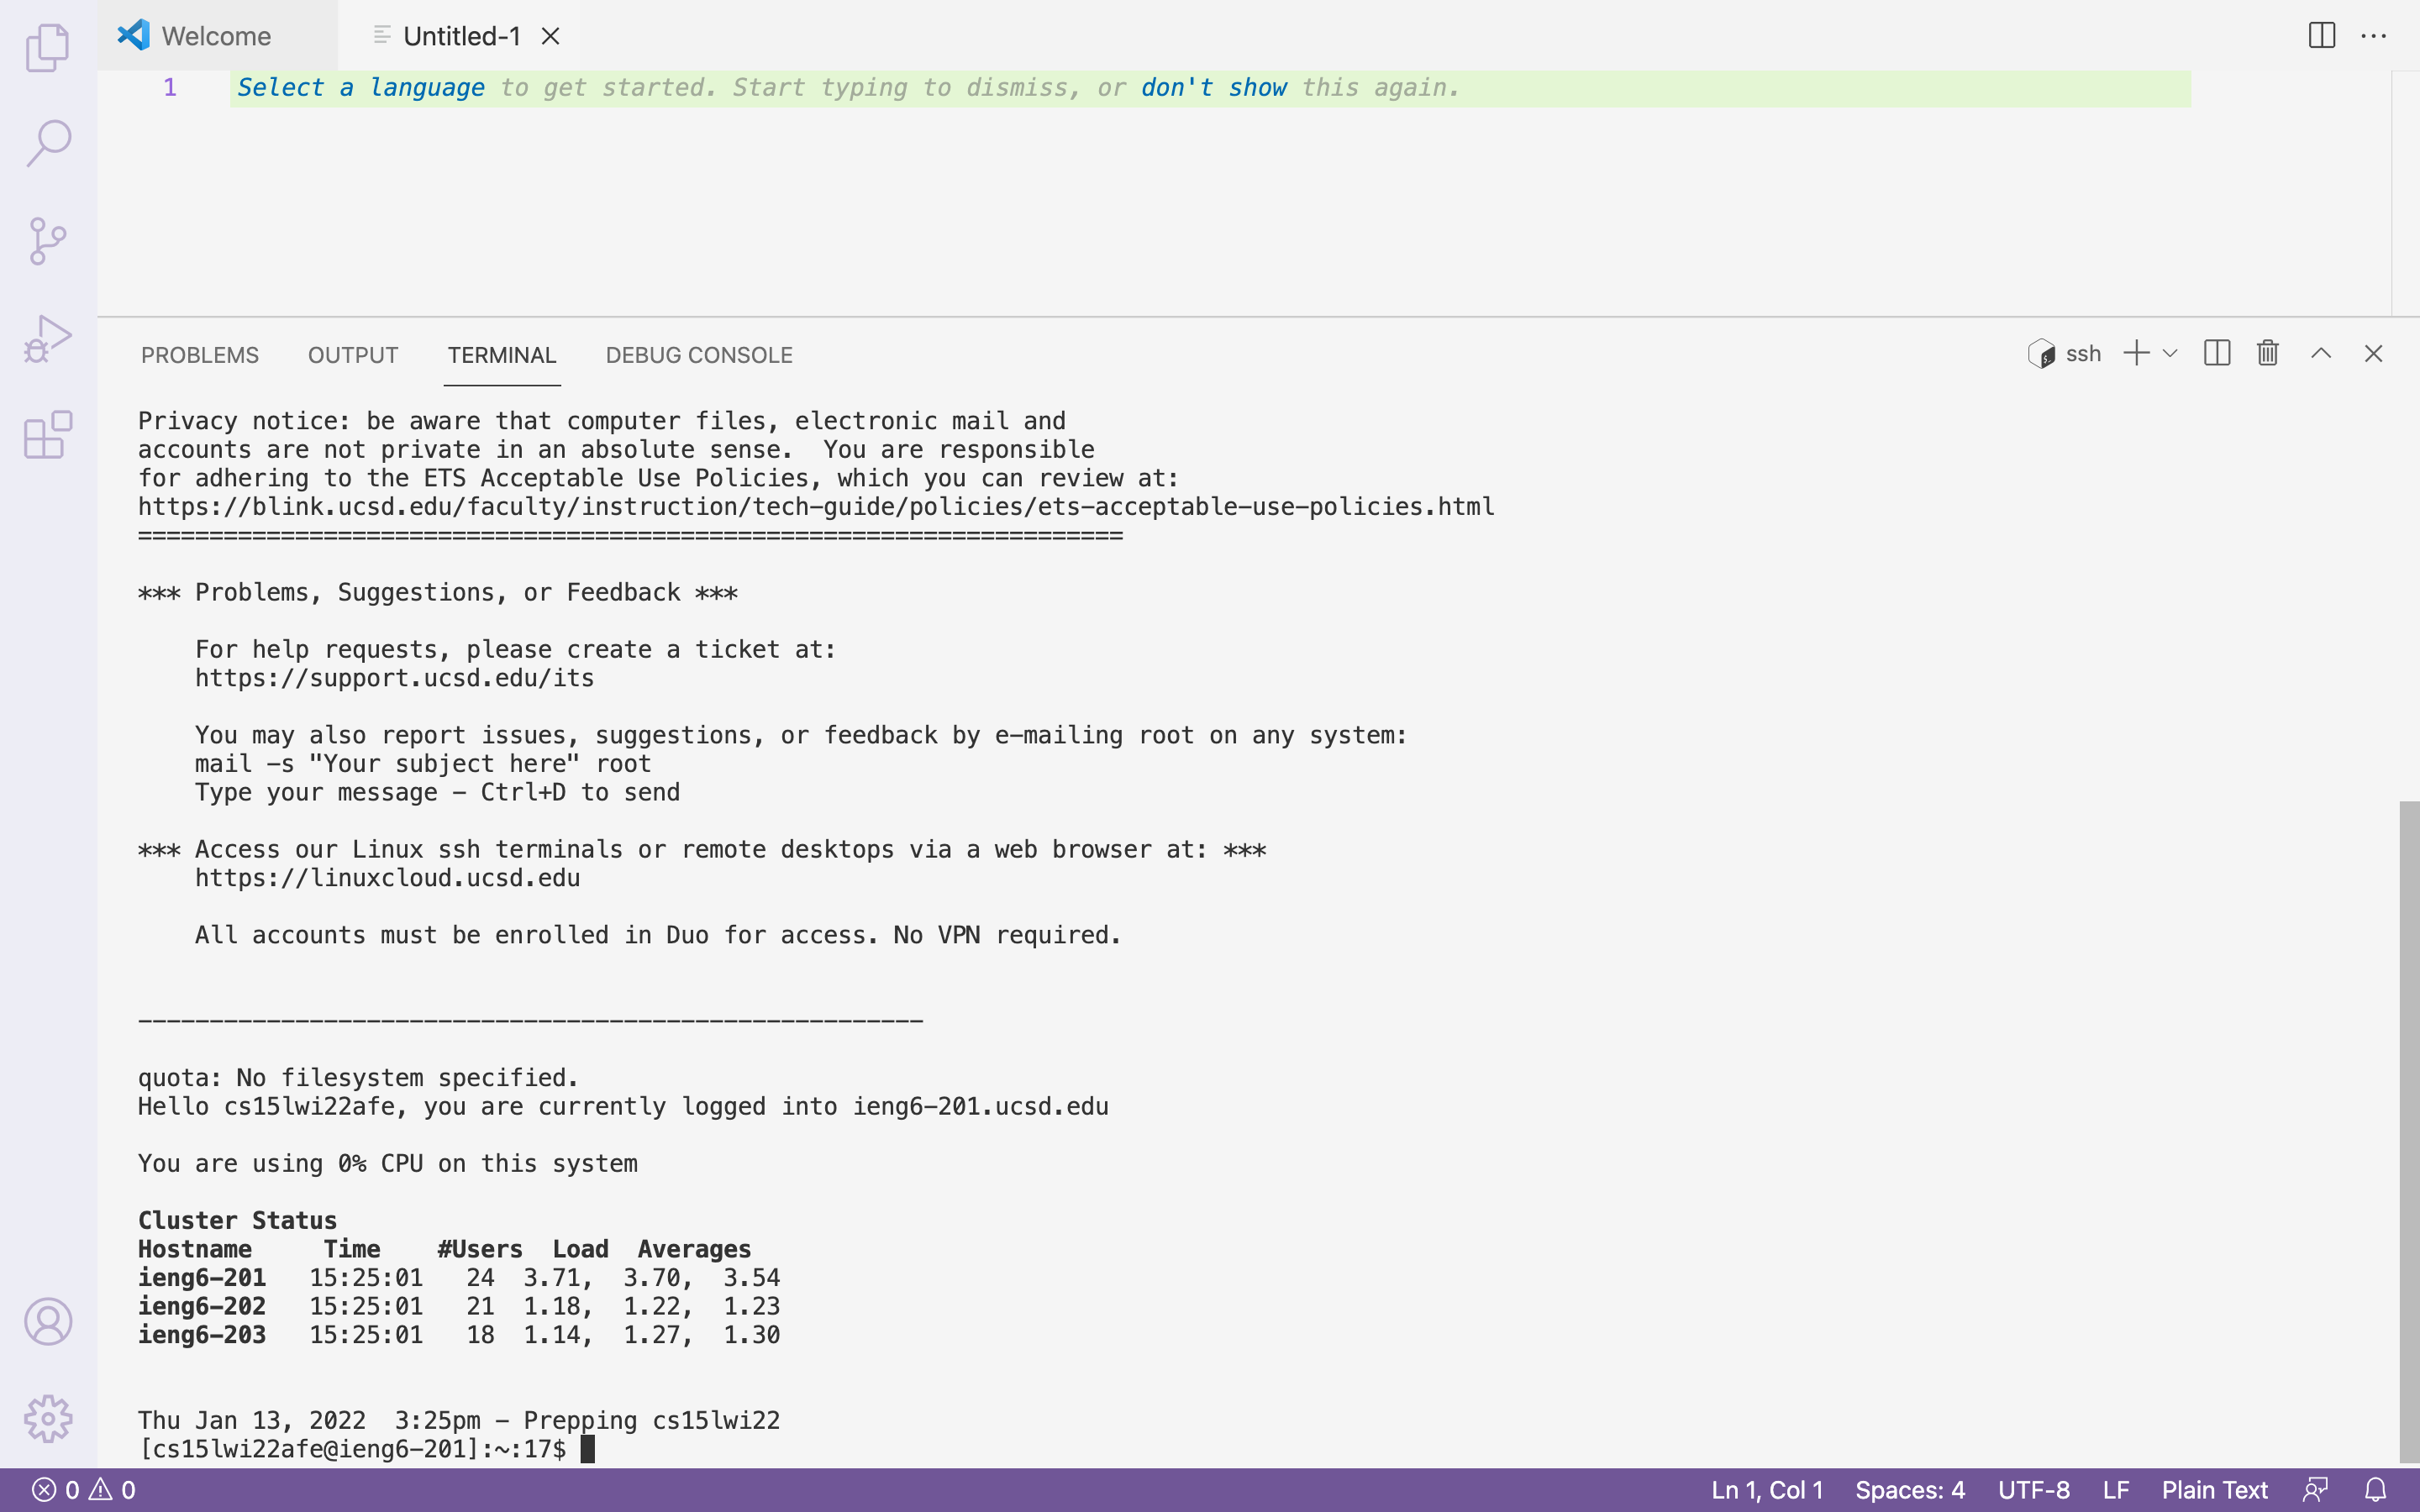 Welcome
Untitled-1
1 Select a language to get started. Start typing to dismiss, or don't show this again.
PROBLEMS OUTPUT TERMINAL DEBUG CONSOLE
ssh
Privacy notice: be aware that computer files, electronic mail and
accounts are not private in an absolute sense.  You are responsible
for adhering to the ETS Acceptable Use Policies, which you can review at:
https://blink.ucsd.edu/faculty/instruction/tech-guide/policies/ets-acceptable-use-policies.html
=====================================================================
*** Problems, Suggestions, or Feedback ***
For help requests, please create a ticket at:
https://support.ucsd.edu/its
You may also report issues, suggestions, or feedback by e-mailing root on any system:
mail -s "Your subject here" root
Type your message - Ctrl+D to send
*** Access our Linux ssh terminals or remote desktops via a web browser at: ***
https://linuxcloud.ucsd.edu
All accounts must be enrolled in Duo for access. No VPN required.
-------------------------------------------------------
quota: No filesystem specified.
Hello cs15lwi22afe, you are currently logged into ieng6-201.ucsd.edu
You are using 0% CPU on this system
Cluster Status
Hostname     Time    #Users  Load  Averages
ieng6-201   15:25:01   24  3.71,  3.70,  3.54
ieng6-202   15:25:01   21  1.18,  1.22,  1.23
ieng6-203   15:25:01   18  1.14,  1.27,  1.30
Thu Jan 13, 2022  3:25pm - Prepping cs15lwi22
[cs15lwi22afe@ieng6-201]:~:17$
0 0 Ln 1, Col 1 Spaces: 4 UTF-8 LF Plain Text